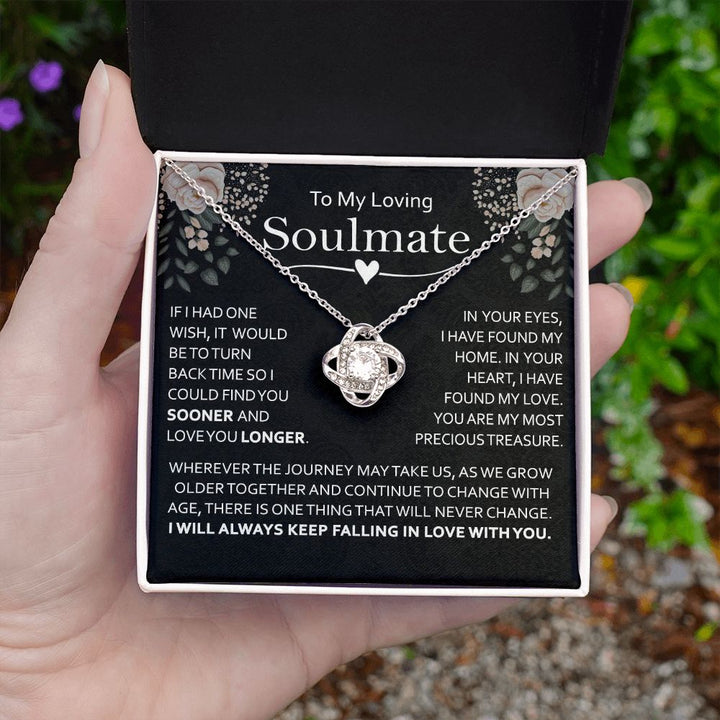 To My Loving
Soulmate
IF I HAD ONE
WISH, IT WOULD
BE TO TURN
BACK TIME SO I
COULD FIND YOU
SOONER AND
LOVE YOU LONGER.
IN YOUR EYES,
I HAVE FOUND MY
HOME. IN YOUR
HEART, I HAVE
FOUND MY LOVE.
YOU ARE MY MOST
PRECIOUS TREASURE.
WHEREVER THE JOURNEY MAY TAKE US, AS WE GROW
OLDER TOGETHER AND CONTINUE TO CHANGE WITH
AGE, THERE IS ONE THING THAT WILL NEVER CHANGE.
I WILL ALWAYS KEEP FALLING IN LOVE WITH YOU.